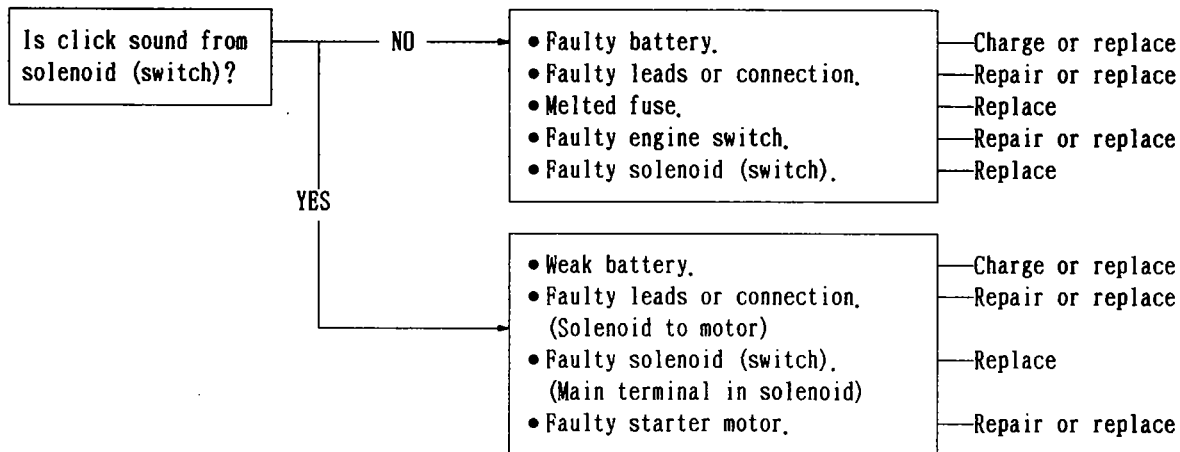 Is click sound from
solenoid (switch)?
NO
• Faulty battery.
Charge or replace
• Faulty leads or connection.
Repair or replace
• Melted fuse.
Replace
• Faulty engine switch.
Repair or replace
• Faulty solenoid (switch).
Replace
YES
• Weak battery.
Charge or replace
• Faulty leads or connection.
Repair or replace
(Solenoid to motor)
• Faulty solenoid (switch).
Replace
(Main terminal in solenoid)
• Faulty starter motor.
Repair or replace